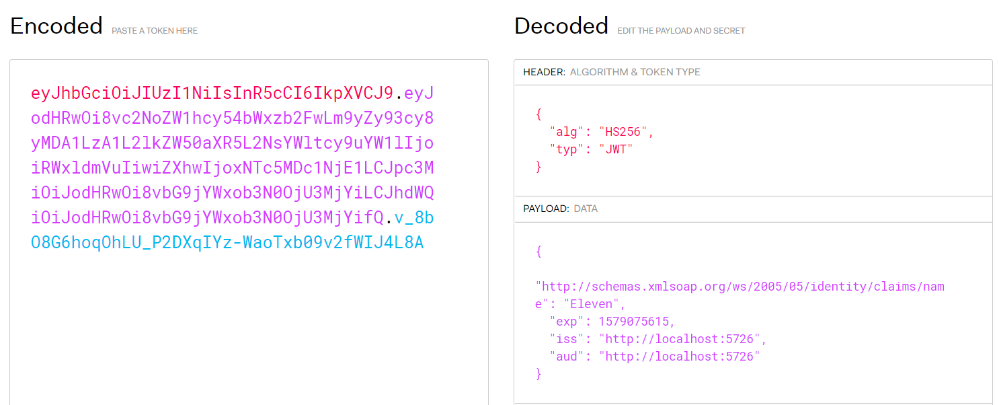 Encoded PASTE A TOKEN HERE
eyJhbGciOiJIUzI1NiIsInR5cCI6IkpXVCJ9.eyJ
odHRwOi8vc2NoZW1hcy54bWxzb2FwLm9yZy93cy8
yMDA1LzA1L2lkZW50aXR5L2NsYWltcy9uYW1lIjo
iRWxldmVuIiwiZXhwIjoxNTc5MDc1NjE1LCJpc3M
iOiJodHRwOi8vbG9jYWxob3N0OjU3MjYiLCJhdWQ
iOiJodHRwOi8vbG9jYWxob3N0OjU3MjYifQ.v_8b
O8G6hoqOhLU_P2DXqIYz-WaoTxb09v2fWIJ4L8A
Decoded EDIT THE PAYLOAD AND SECRET
HEADER: ALGORITHM & TOKEN TYPE
{
"alg": "HS256",
"typ": "JWT"
}
PAYLOAD: DATA
{
"http://schemas.xmlsoap.org/ws/2005/05/identity/claims/nam
e": "Eleven",
"exp": 1579075615,
"iss": "http://localhost:5726",
"aud": "http://localhost:5726"
}